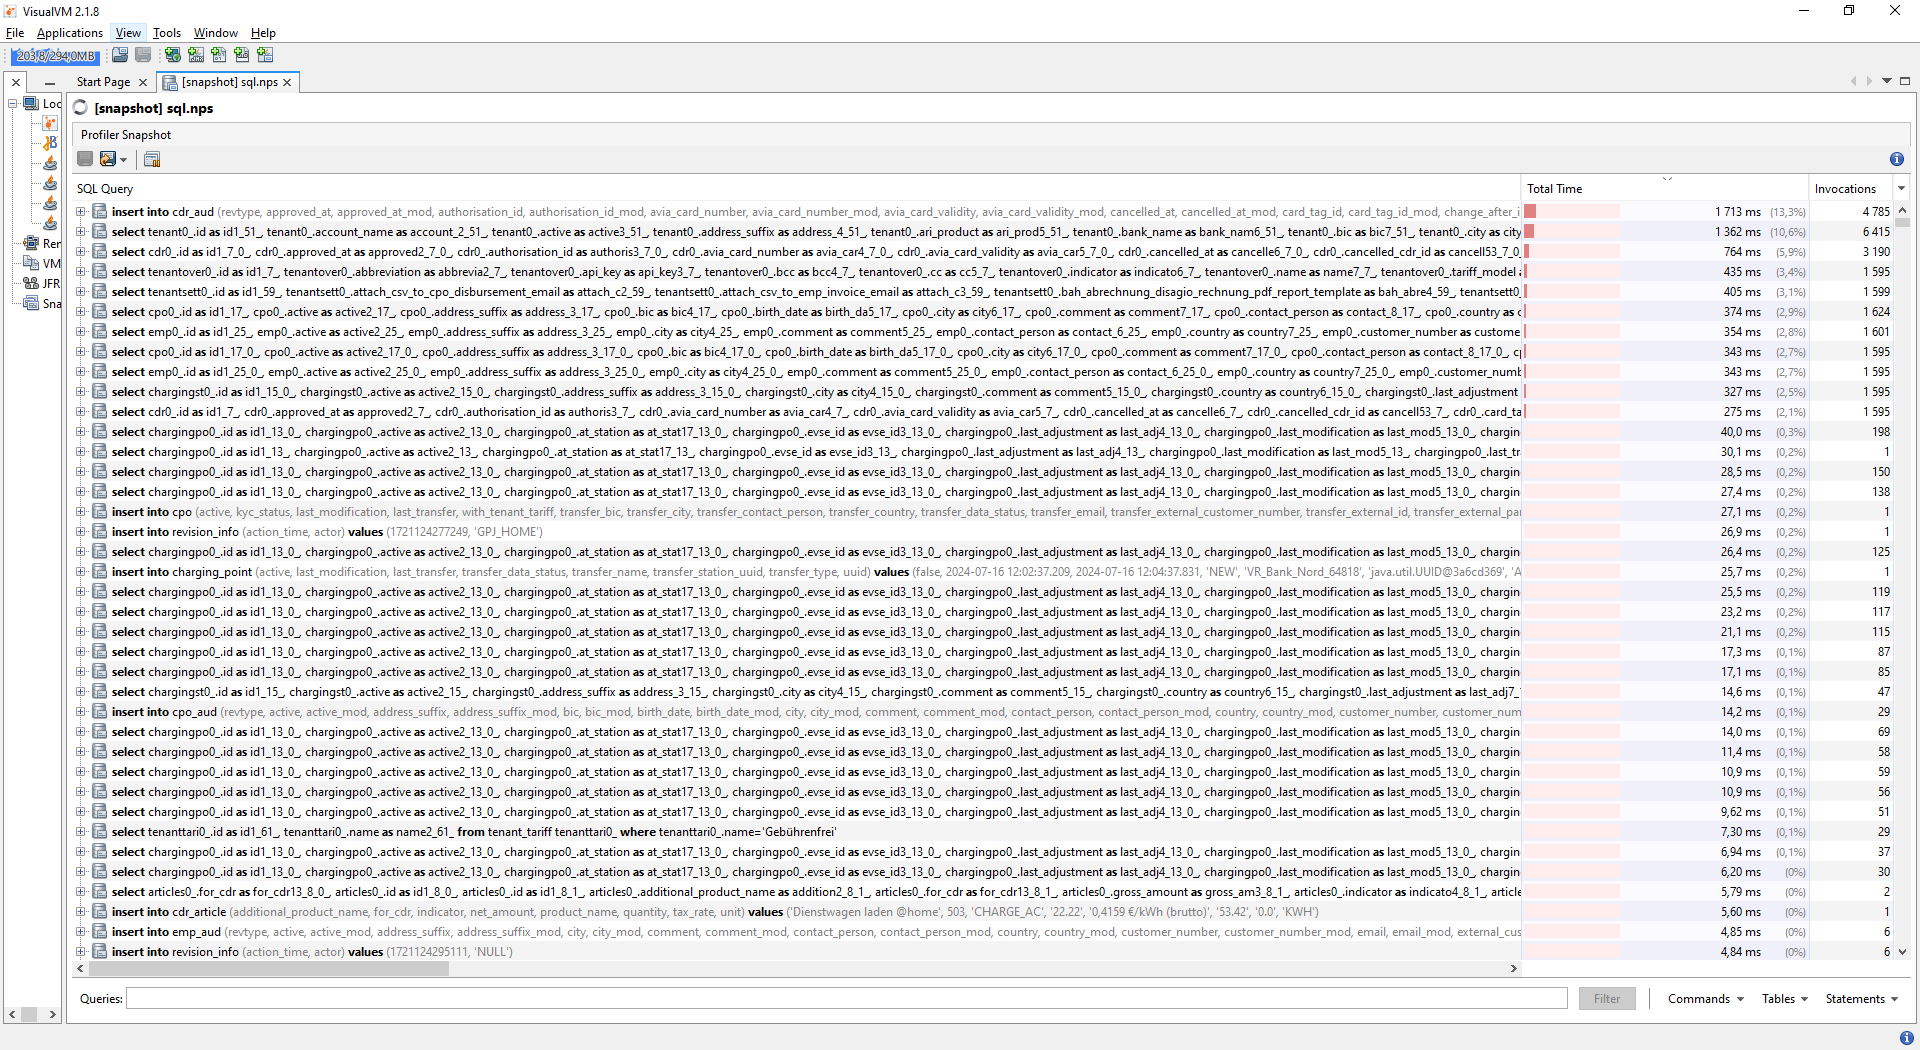 VisualVM 2.1.8
File Applications View Tools Window Help
203,8/294,0MB
Start Page [snapshot] sql.nps
Loc
Rer
VM
JFR
Sna
[snapshot] sql.nps
Profiler Snapshot
SQL Query Total Time Invocations
insert into cdr_aud (revtype, approved_at, approved_at_mod, authorisation_id, authorisation_id_mod, avia_card_number, avia_card_number_mod, avia_card_validity, avia_card_validity_mod, cancelled_at, cancelled_at_mod, card_tag_id, card_tag_id_mod, change_after_i 1 713 ms (13,3%) 4 785
select tenant0_.id as id1_51_, tenant0_.account_name as account_2_51_, tenant0_.active as active3_51_, tenant0_.address_suffix as address_4_51_, tenant0_.ari_product as ari_prod5_51_, tenant0_.bank_name as bank_nam6_51_, tenant0_.bic as bic7_51_, tenant0_.city as city 1 362 ms (10,6%) 6 415
select cdr0_.id as id1_7_0_, cdr0_.approved_at as approved2_7_0_, cdr0_.authorisation_id as authoris3_7_0_, cdr0_.avia_card_number as avia_car4_7_0_, cdr0_.avia_card_validity as avia_car5_7_0_, cdr0_.cancelled_at as cancelle6_7_0_, cdr0_.cancelled_cdr_id as cancell53_7_0 764 ms (5,9%) 3 190
select tenantover0_.id as id1_7_, tenantover0_.abbreviation as abbrevia2_7_, tenantover0_.api_key as api_key3_7_, tenantover0_.bcc as bcc4_7_, tenantover0_.cc as cc5_7_, tenantover0_.indicator as indicato6_7_, tenantover0_.name as name7_7_, tenantover0_.tariff_model a 435 ms (3,4%) 1 595
select tenantsett0_.id as id1_59_, tenantsett0_.attach_csv_to_cpo_disbursement_email as attach_c2_59_, tenantsett0_.attach_csv_to_emp_invoice_email as attach_c3_59_, tenantsett0_.bah_abrechnung_disagio_rechnung_pdf_report_template as bah_abre4_59_, tenantsett0_ 405 ms (3,1%) 1 599
select cpo0_.id as id1_17_, cpo0_.active as active2_17_, cpo0_.address_suffix as address_3_17_, cpo0_.bic as bic4_17_, cpo0_.birth_date as birth_da5_17_, cpo0_.city as city6_17_, cpo0_.comment as comment7_17_, cpo0_.contact_person as contact_8_17_, cpo0_.country as c 374 ms (2,9%) 1 624
select emp0_.id as id1_25_, emp0_.active as active2_25_, emp0_.address_suffix as address_3_25_, emp0_.city as city4_25_, emp0_.comment as comment5_25_, emp0_.contact_person as contact_6_25_, emp0_.country as country7_25_, emp0_.customer_number as custome 354 ms (2,8%) 1 601
select cpo0_.id as id1_17_0_, cpo0_.active as active2_17_0_, cpo0_.address_suffix as address_3_17_0_, cpo0_.bic as bic4_17_0_, cpo0_.birth_date as birth_da5_17_0_, cpo0_.city as city6_17_0_, cpo0_.comment as comment7_17_0_, cpo0_.contact_person as contact_8_17_0_, cp 343 ms (2,7%) 1 595
select emp0_.id as id1_25_0_, emp0_.active as active2_25_0_, emp0_.address_suffix as address_3_25_0_, emp0_.city as city4_25_0_, emp0_.comment as comment5_25_0_, emp0_.contact_person as contact_6_25_0_, emp0_.country as country7_25_0_, emp0_.customer_numb 343 ms (2,7%) 1 595
select chargingst0_.id as id1_15_0_, chargingst0_.active as active2_15_0_, chargingst0_.address_suffix as address_3_15_0_, chargingst0_.city as city4_15_0_, chargingst0_.comment as comment5_15_0_, chargingst0_.country as country6_15_0_, chargingst0_.last_adjustment 327 ms (2,5%) 1 595
select cdr0_.id as id1_7_, cdr0_.approved_at as approved2_7_, cdr0_.authorisation_id as authoris3_7_, cdr0_.avia_card_number as avia_car4_7_, cdr0_.avia_card_validity as avia_car5_7_, cdr0_.cancelled_at as cancelle6_7_, cdr0_.cancelled_cdr_id as cancell53_7_, cdr0_.card_ta 275 ms (2,1%) 1 595
select chargingpo0_.id as id1_13_0_, chargingpo0_.active as active2_13_0_, chargingpo0_.at_station as at_stat17_13_0_, chargingpo0_.evse_id as evse_id3_13_0_, chargingpo0_.last_adjustment as last_adj4_13_0_, chargingpo0_.last_modification as last_mod5_13_0_, chargin 40,0 ms (0,3%) 198
select chargingpo0_.id as id1_13_, chargingpo0_.active as active2_13_, chargingpo0_.at_station as at_stat17_13_, chargingpo0_.evse_id as evse_id3_13_, chargingpo0_.last_adjustment as last_adj4_13_, chargingpo0_.last_modification as last_mod5_13_, chargingpo0_.last_tr 30,1 ms (0,2%) 1
select chargingpo0_.id as id1_13_0_, chargingpo0_.active as active2_13_0_, chargingpo0_.at_station as at_stat17_13_0_, chargingpo0_.evse_id as evse_id3_13_0_, chargingpo0_.last_adjustment as last_adj4_13_0_, chargingpo0_.last_modification as last_mod5_13_0_, chargin 28,5 ms (0,2%) 150
select chargingpo0_.id as id1_13_0_, chargingpo0_.active as active2_13_0_, chargingpo0_.at_station as at_stat17_13_0_, chargingpo0_.evse_id as evse_id3_13_0_, chargingpo0_.last_adjustment as last_adj4_13_0_, chargingpo0_.last_modification as last_mod5_13_0_, chargin 27,4 ms (0,2%) 138
insert into cpo (active, kyc_status, last_modification, last_transfer, with_tenant_tariff, transfer_bic, transfer_city, transfer_contact_person, transfer_country, transfer_data_status, transfer_email, transfer_external_customer_number, transfer_external_id, transfer_external_pa 27,1 ms (0,2%) 1
insert into revision_info (action_time, actor) values (1721124277249, 'GPJ_HOME') 26,9 ms (0,2%) 1
select chargingpo0_.id as id1_13_0_, chargingpo0_.active as active2_13_0_, chargingpo0_.at_station as at_stat17_13_0_, chargingpo0_.evse_id as evse_id3_13_0_, chargingpo0_.last_adjustment as last_adj4_13_0_, chargingpo0_.last_modification as last_mod5_13_0_, chargin 26,4 ms (0,2%) 125
insert into charging_point (active, last_modification, last_transfer, transfer_data_status, transfer_name, transfer_station_uuid, transfer_type, uuid) values (false, 2024-07-16 12:02:37.209, 2024-07-16 12:04:37.831, 'NEW', 'VR_Bank_Nord_64818', 'java.util.UUID@3a6cd369', 'A 25,7 ms (0,2%) 1
select chargingpo0_.id as id1_13_0_, chargingpo0_.active as active2_13_0_, chargingpo0_.at_station as at_stat17_13_0_, chargingpo0_.evse_id as evse_id3_13_0_, chargingpo0_.last_adjustment as last_adj4_13_0_, chargingpo0_.last_modification as last_mod5_13_0_, chargin 25,5 ms (0,2%) 119
select chargingpo0_.id as id1_13_0_, chargingpo0_.active as active2_13_0_, chargingpo0_.at_station as at_stat17_13_0_, chargingpo0_.evse_id as evse_id3_13_0_, chargingpo0_.last_adjustment as last_adj4_13_0_, chargingpo0_.last_modification as last_mod5_13_0_, chargin 23,2 ms (0,2%) 117
select chargingpo0_.id as id1_13_0_, chargingpo0_.active as active2_13_0_, chargingpo0_.at_station as at_stat17_13_0_, chargingpo0_.evse_id as evse_id3_13_0_, chargingpo0_.last_adjustment as last_adj4_13_0_, chargingpo0_.last_modification as last_mod5_13_0_, chargin 21,1 ms (0,2%) 115
select chargingpo0_.id as id1_13_0_, chargingpo0_.active as active2_13_0_, chargingpo0_.at_station as at_stat17_13_0_, chargingpo0_.evse_id as evse_id3_13_0_, chargingpo0_.last_adjustment as last_adj4_13_0_, chargingpo0_.last_modification as last_mod5_13_0_, chargin 17,3 ms (0,1%) 87
select chargingpo0_.id as id1_13_0_, chargingpo0_.active as active2_13_0_, chargingpo0_.at_station as at_stat17_13_0_, chargingpo0_.evse_id as evse_id3_13_0_, chargingpo0_.last_adjustment as last_adj4_13_0_, chargingpo0_.last_modification as last_mod5_13_0_, chargin 17,1 ms (0,1%) 85
select chargingst0_.id as id1_15_, chargingst0_.active as active2_15_, chargingst0_.address_suffix as address_3_15_, chargingst0_.city as city4_15_, chargingst0_.comment as comment5_15_, chargingst0_.country as country6_15_, chargingst0_.last_adjustment as last_adj7_ 14,6 ms (0,1%) 47
insert into cpo_aud (revtype, active, active_mod, address_suffix, address_suffix_mod, bic, bic_mod, birth_date, birth_date_mod, city, city_mod, comment, comment_mod, contact_person, contact_person_mod, country, country_mod, customer_number, customer_num 14,2 ms (0,1%) 29
select chargingpo0_.id as id1_13_0_, chargingpo0_.active as active2_13_0_, chargingpo0_.at_station as at_stat17_13_0_, chargingpo0_.evse_id as evse_id3_13_0_, chargingpo0_.last_adjustment as last_adj4_13_0_, chargingpo0_.last_modification as last_mod5_13_0_, chargin 14,0 ms (0,1%) 69
select chargingpo0_.id as id1_13_0_, chargingpo0_.active as active2_13_0_, chargingpo0_.at_station as at_stat17_13_0_, chargingpo0_.evse_id as evse_id3_13_0_, chargingpo0_.last_adjustment as last_adj4_13_0_, chargingpo0_.last_modification as last_mod5_13_0_, chargin 11,4 ms (0,1%) 58
select chargingpo0_.id as id1_13_0_, chargingpo0_.active as active2_13_0_, chargingpo0_.at_station as at_stat17_13_0_, chargingpo0_.evse_id as evse_id3_13_0_, chargingpo0_.last_adjustment as last_adj4_13_0_, chargingpo0_.last_modification as last_mod5_13_0_, chargin 10,9 ms (0,1%) 59
select chargingpo0_.id as id1_13_0_, chargingpo0_.active as active2_13_0_, chargingpo0_.at_station as at_stat17_13_0_, chargingpo0_.evse_id as evse_id3_13_0_, chargingpo0_.last_adjustment as last_adj4_13_0_, chargingpo0_.last_modification as last_mod5_13_0_, chargin 10,9 ms (0,1%) 56
select chargingpo0_.id as id1_13_0_, chargingpo0_.active as active2_13_0_, chargingpo0_.at_station as at_stat17_13_0_, chargingpo0_.evse_id as evse_id3_13_0_, chargingpo0_.last_adjustment as last_adj4_13_0_, chargingpo0_.last_modification as last_mod5_13_0_, chargin 9,62 ms (0,1%) 51
select tenanttari0_.id as id1_61_, tenanttari0_.name as name2_61_ from tenant_tariff tenanttari0_ where tenanttari0_.name='Gebührenfrei' 7,30 ms (0,1%) 29
select chargingpo0_.id as id1_13_0_, chargingpo0_.active as active2_13_0_, chargingpo0_.at_station as at_stat17_13_0_, chargingpo0_.evse_id as evse_id3_13_0_, chargingpo0_.last_adjustment as last_adj4_13_0_, chargingpo0_.last_modification as last_mod5_13_0_, chargin 6,94 ms (0,1%) 37
select chargingpo0_.id as id1_13_0_, chargingpo0_.active as active2_13_0_, chargingpo0_.at_station as at_stat17_13_0_, chargingpo0_.evse_id as evse_id3_13_0_, chargingpo0_.last_adjustment as last_adj4_13_0_, chargingpo0_.last_modification as last_mod5_13_0_, chargin 6,20 ms (0%) 30
select articles0_.for_cdr as for_cdr13_8_0_, articles0_.id as id1_8_0_, articles0_.id as id1_8_1_, articles0_.additional_product_name as addition2_8_1_, articles0_.for_cdr as for_cdr13_8_1_, articles0_.gross_amount as gross_am3_8_1_, articles0_.indicator as indicato4_8_1_, article 5,79 ms (0%) 2
insert into cdr_article (additional_product_name, for_cdr, indicator, net_amount, product_name, quantity, tax_rate, unit) values ('Dienstwagen laden @home', 503, 'CHARGE_AC', '22.22', '0,4159 €/kWh (brutto)', '53.42', '0.0', 'KWH') 5,60 ms (0%) 1
insert into emp_aud (revtype, active, active_mod, address_suffix, address_suffix_mod, city, city_mod, comment, comment_mod, contact_person, contact_person_mod, country, country_mod, customer_number, customer_number_mod, email, email_mod, external_cus 4,85 ms (0%) 6
insert into revision_info (action_time, actor) values (1721124295111, 'NULL') 4,84 ms (0%) 6
Queries: Filter Commands Tables Statements